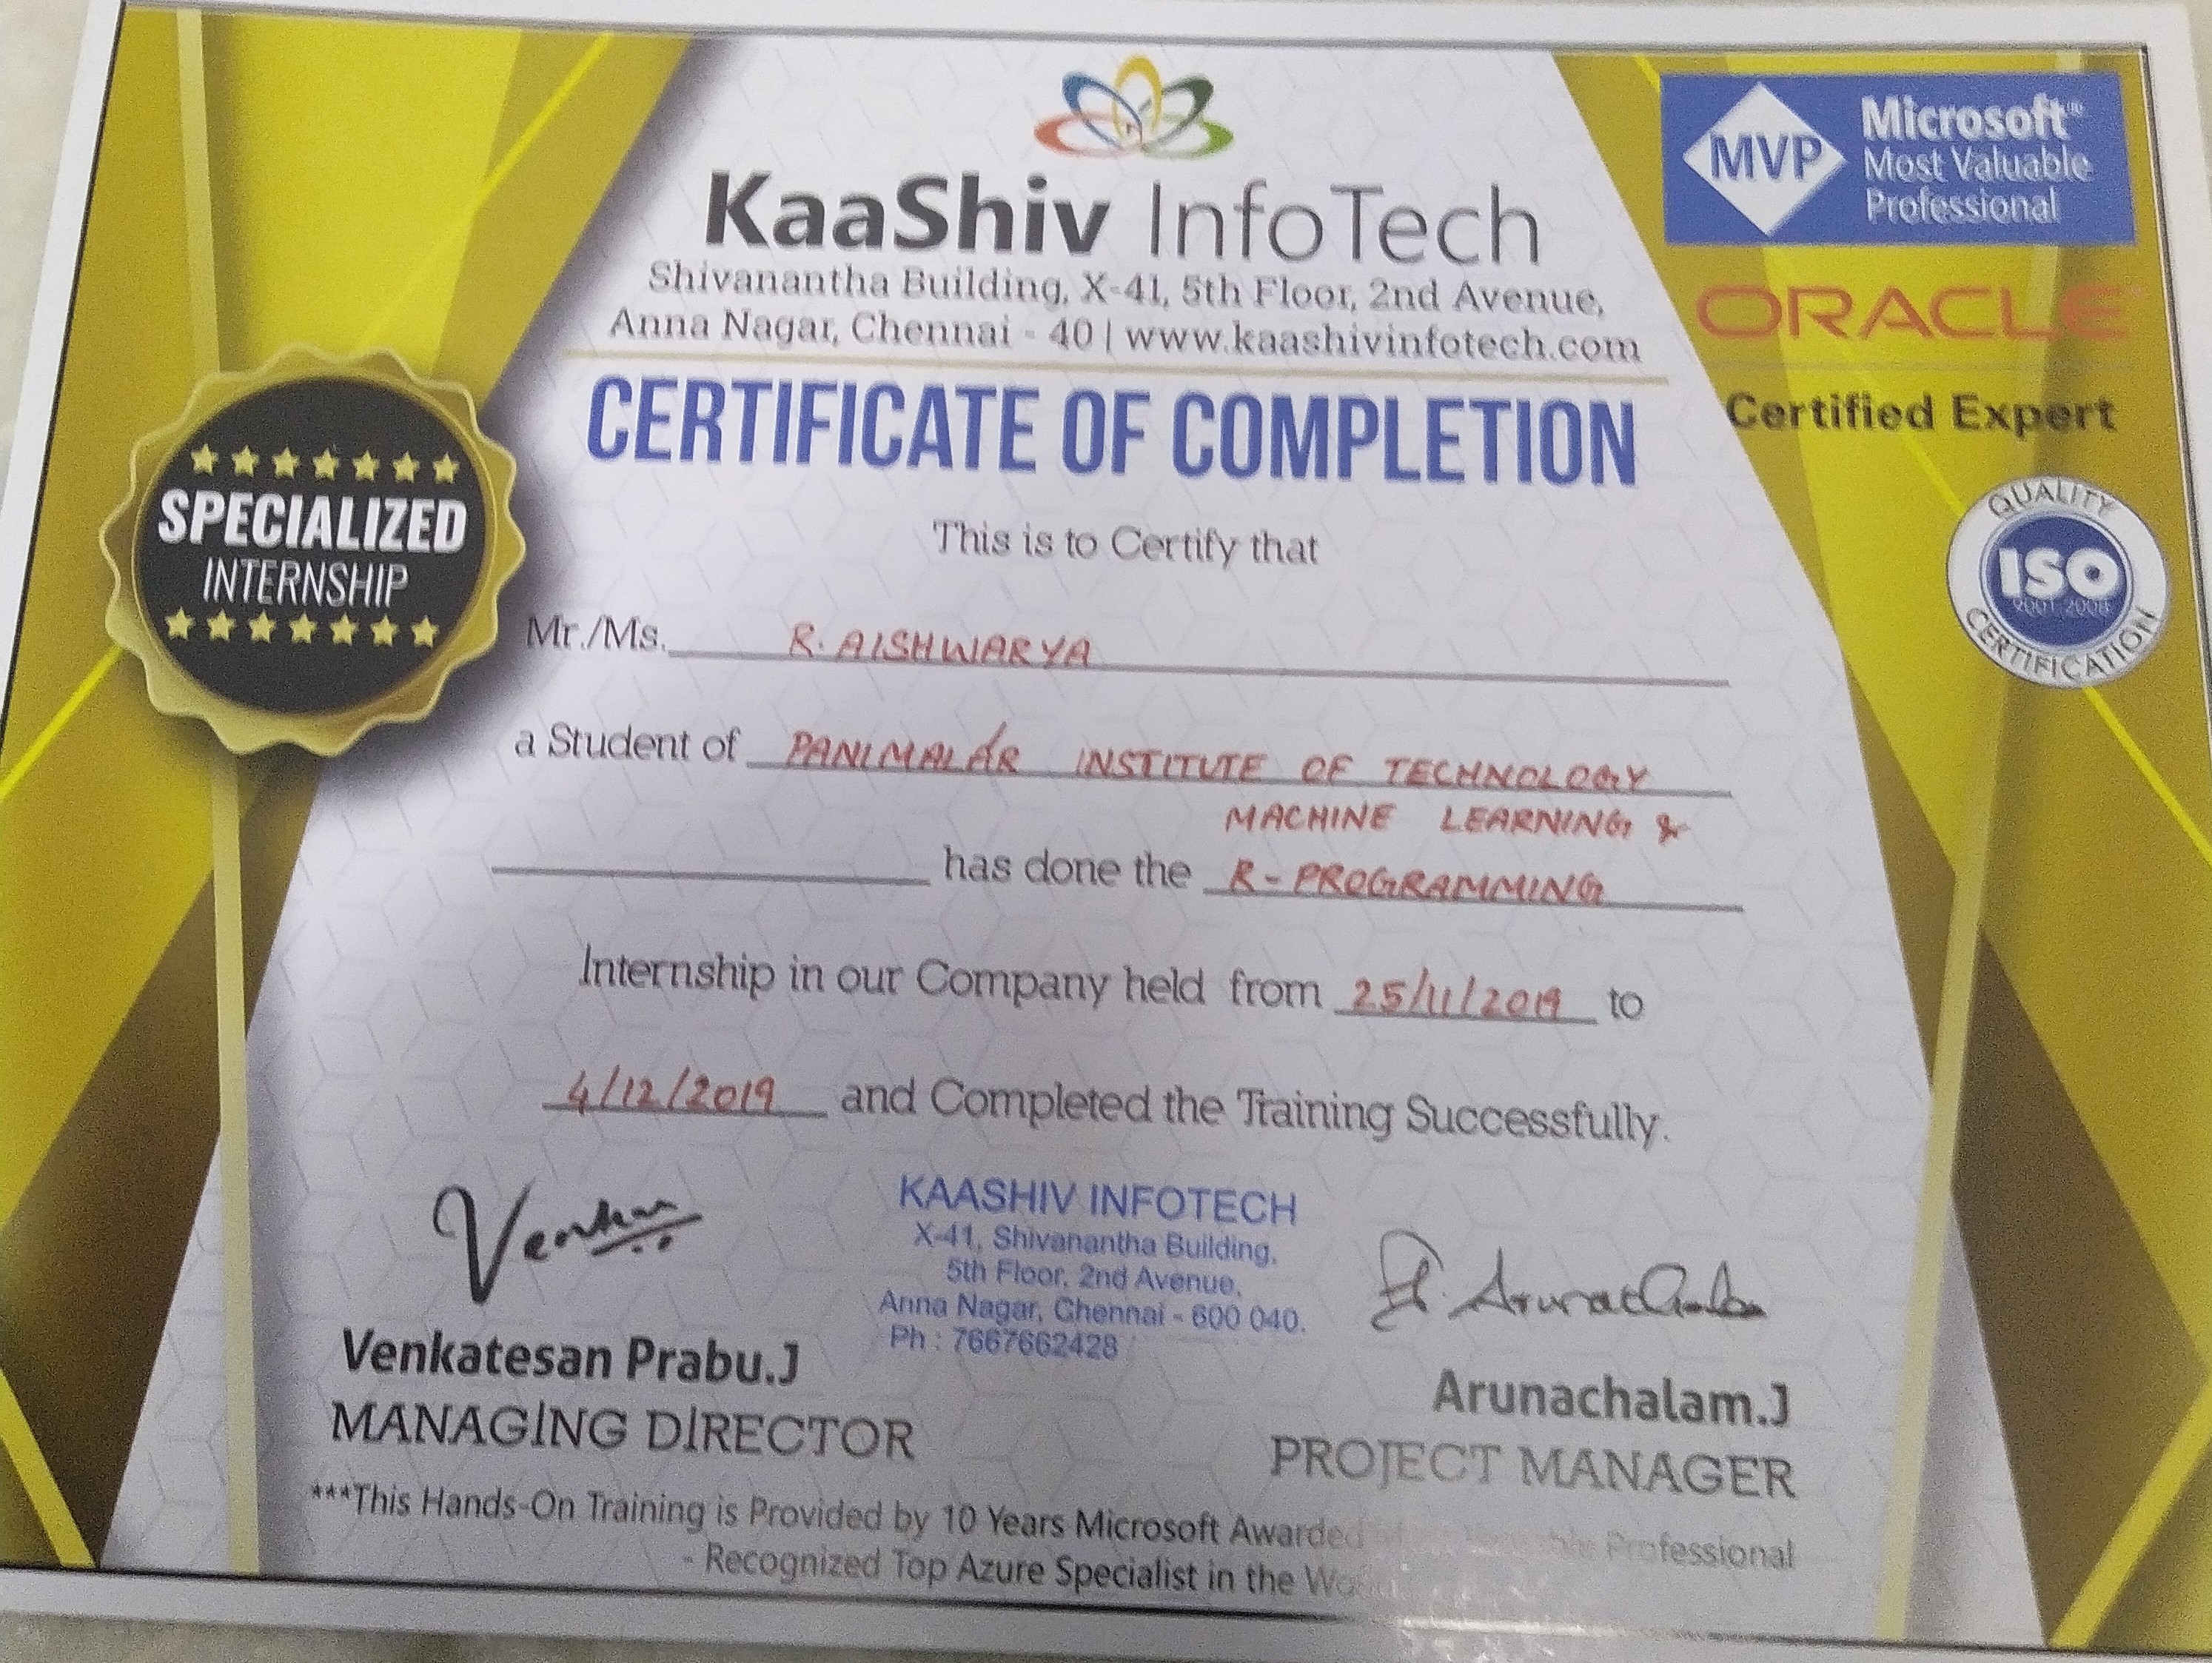 KaaShiv InfoTech
Shivanantha Building, X-41, 5th Floor, 2nd Avenue,
Anna Nagar, Chennai - 40 | www.kaashivinfotech.com
MVP
Microsoft®
Most Valuable
Professional
ORACLE
Certified Expert
QUALITY
ISO
9001 2008
CERTIFICATION
SPECIALIZED
INTERNSHIP
CERTIFICATE OF COMPLETION
This is to Certify that
Mr./Ms. R. AISHWARYA
a Student of PANIMALAR INSTITUTE OF TECHNOLOGY
MACHINE LEARNING &
has done the R-PROGRAMMING
Internship in our Company held from 25/11/2019 to
4/12/2019 and Completed the Training Successfully.
KAASHIV INFOTECH
X-41, Shivanantha Building,
5th Floor, 2nd Avenue,
Anna Nagar, Chennai - 600 040.
Ph : 7667662428
Venkatesan Prabu.J
MANAGING DIRECTOR
Arunachalam.J
PROJECT MANAGER
***This Hands-On Training is Provided by 10 Years Microsoft Awarded Professional
- Recognized Top Azure Specialist in the